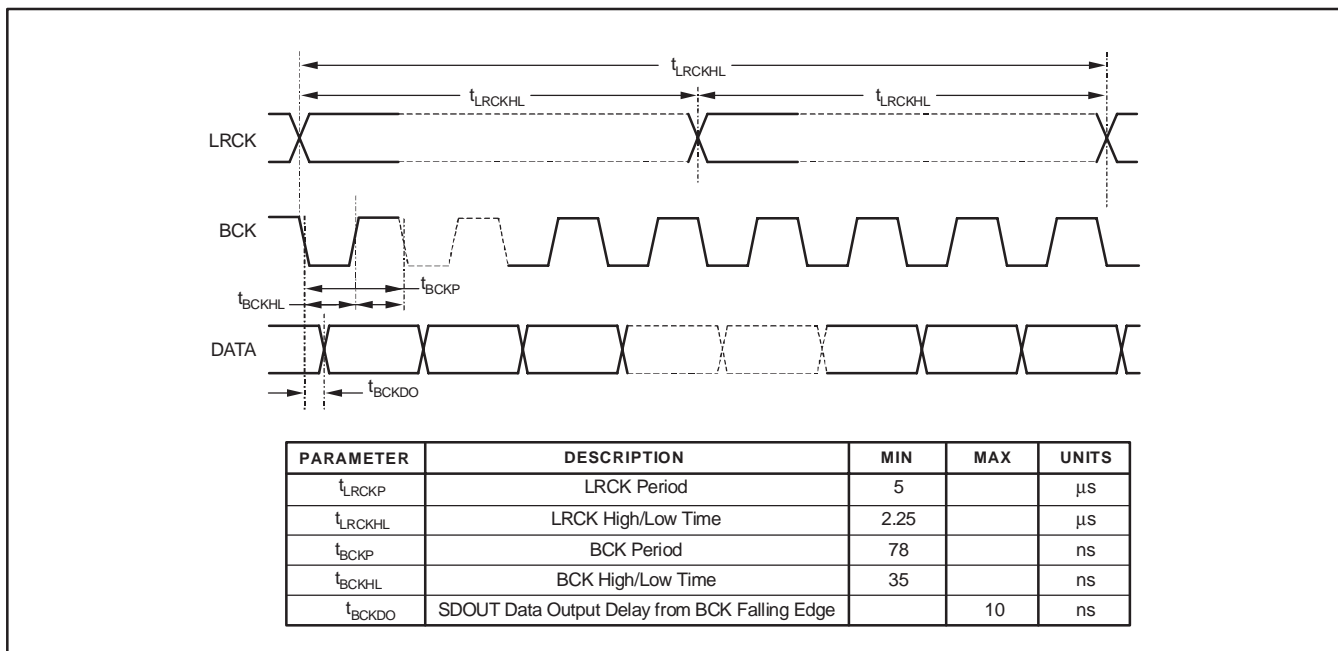 tLRCKHL
tLRCKHL tLRCKHL
LRCK
BCK
tBCKHL tBCKP
DATA
tBCKDO
PARAMETER DESCRIPTION MIN MAX UNITS
tLRCKP LRCK Period 5 μs
tLRCKHL LRCK High/Low Time 2.25 μs
tBCKP BCK Period 78 ns
tBCKHL BCK High/Low Time 35 ns
tBCKDO SDOUT Data Output Delay from BCK Falling Edge 10 ns